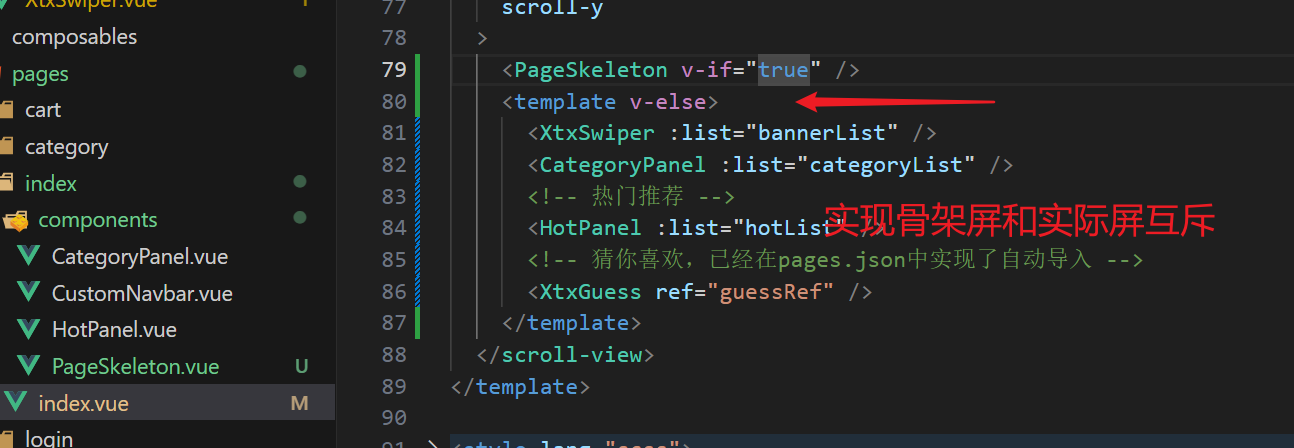 XtxSwiper.vue
composables
pages
cart
category
index
components
CategoryPanel.vue
CustomNavbar.vue
HotPanel.vue
PageSkeleton.vue U
index.vue M
login
77 scroll-y
78 >
79 <PageSkeleton v-if="true" />
80 <template v-else>
81 <XtxSwiper :list="bannerList" />
82 <CategoryPanel :list="categoryList" />
83 <!-- 热门推荐 -->
84 <HotPanel :list="hotList" />
实现骨架屏和实际屏互斥
85 <!-- 猜你喜欢，已经在pages.json中实现了自动导入 -->
86 <XtxGuess ref="guessRef" />
87 </template>
88 </scroll-view>
89 </template>
90
91 <style lang="scss">